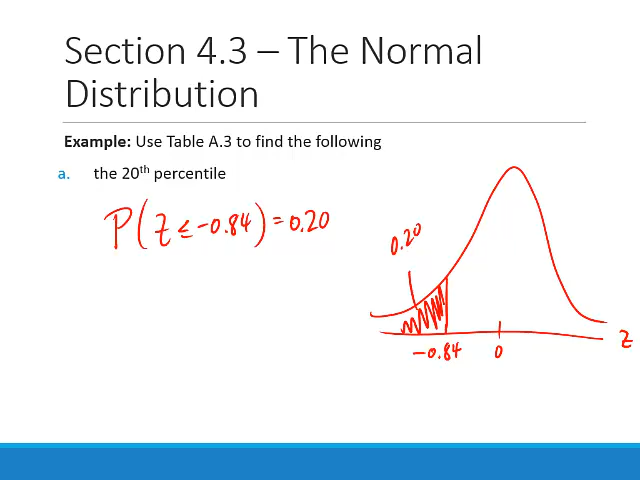 Section 4.3 – The Normal
Distribution
Example: Use Table A.3 to find the following
a. the 20th percentile
P(Z ≤ -0.84) = 0.20
0.20
-0.84 0 Z